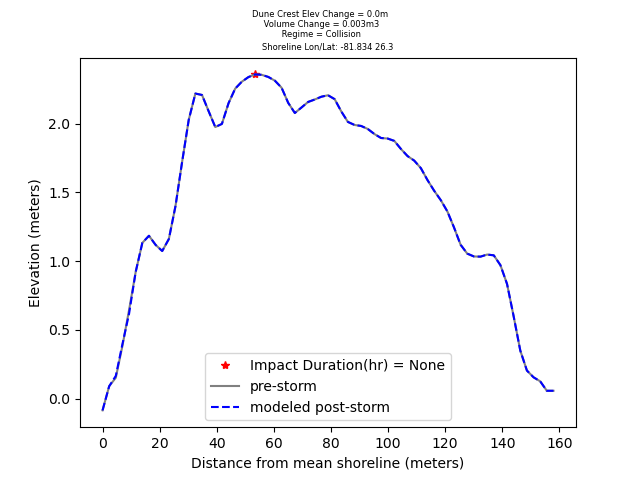 Dune Crest Elev Change = 0.0m
Volume Change = 0.003m3
Regime = Collision
Shoreline Lon/Lat: -81.834 26.3
Elevation (meters)
2.0
1.5
1.0
0.5
0.0
Impact Duration(hr) = None
pre-storm
modeled post-storm
0 20 40 60 80 100 120 140 160
Distance from mean shoreline (meters)